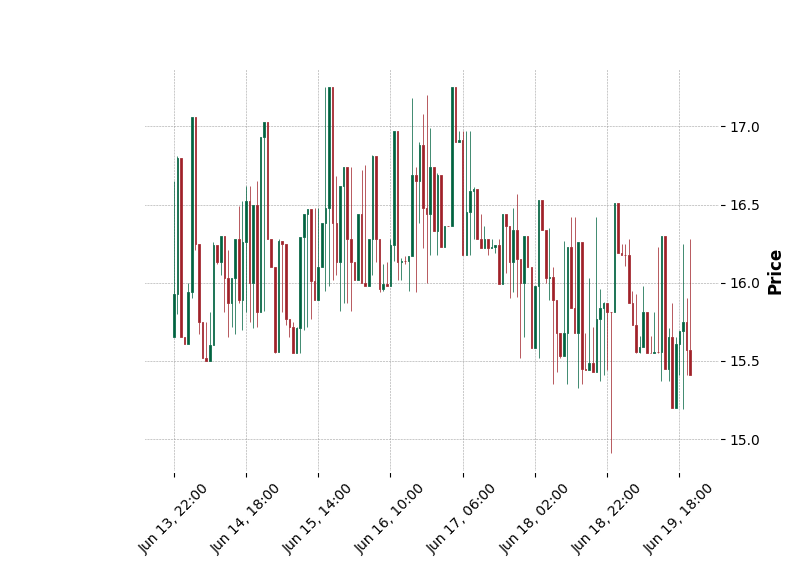 17.0
16.5
16.0
15.5
15.0
Price
Jun 13, 22:00
Jun 14, 18:00
Jun 15, 14:00
Jun 16, 10:00
Jun 17, 06:00
Jun 18, 02:00
Jun 18, 22:00
Jun 19, 18:00